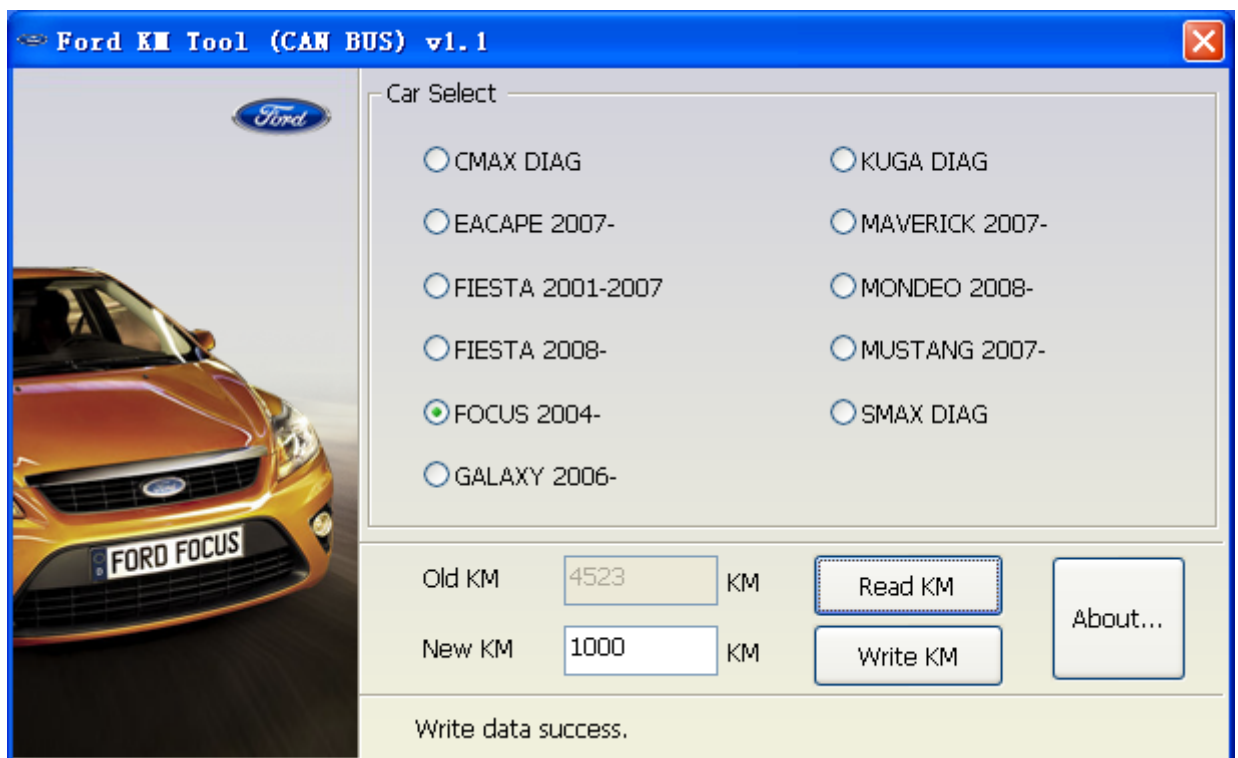 Ford KM Tool (CAN BUS) v1.1
Ford
Car Select
CMAX DIAG
KUGA DIAG
EACAPE 2007-
MAVERICK 2007-
FIESTA 2001-2007
MONDEO 2008-
FIESTA 2008-
MUSTANG 2007-
FOCUS 2004-
SMAX DIAG
GALAXY 2006-
FORD FOCUS
Old KM 4523 KM Read KM
About...
New KM 1000 KM Write KM
Write data success.